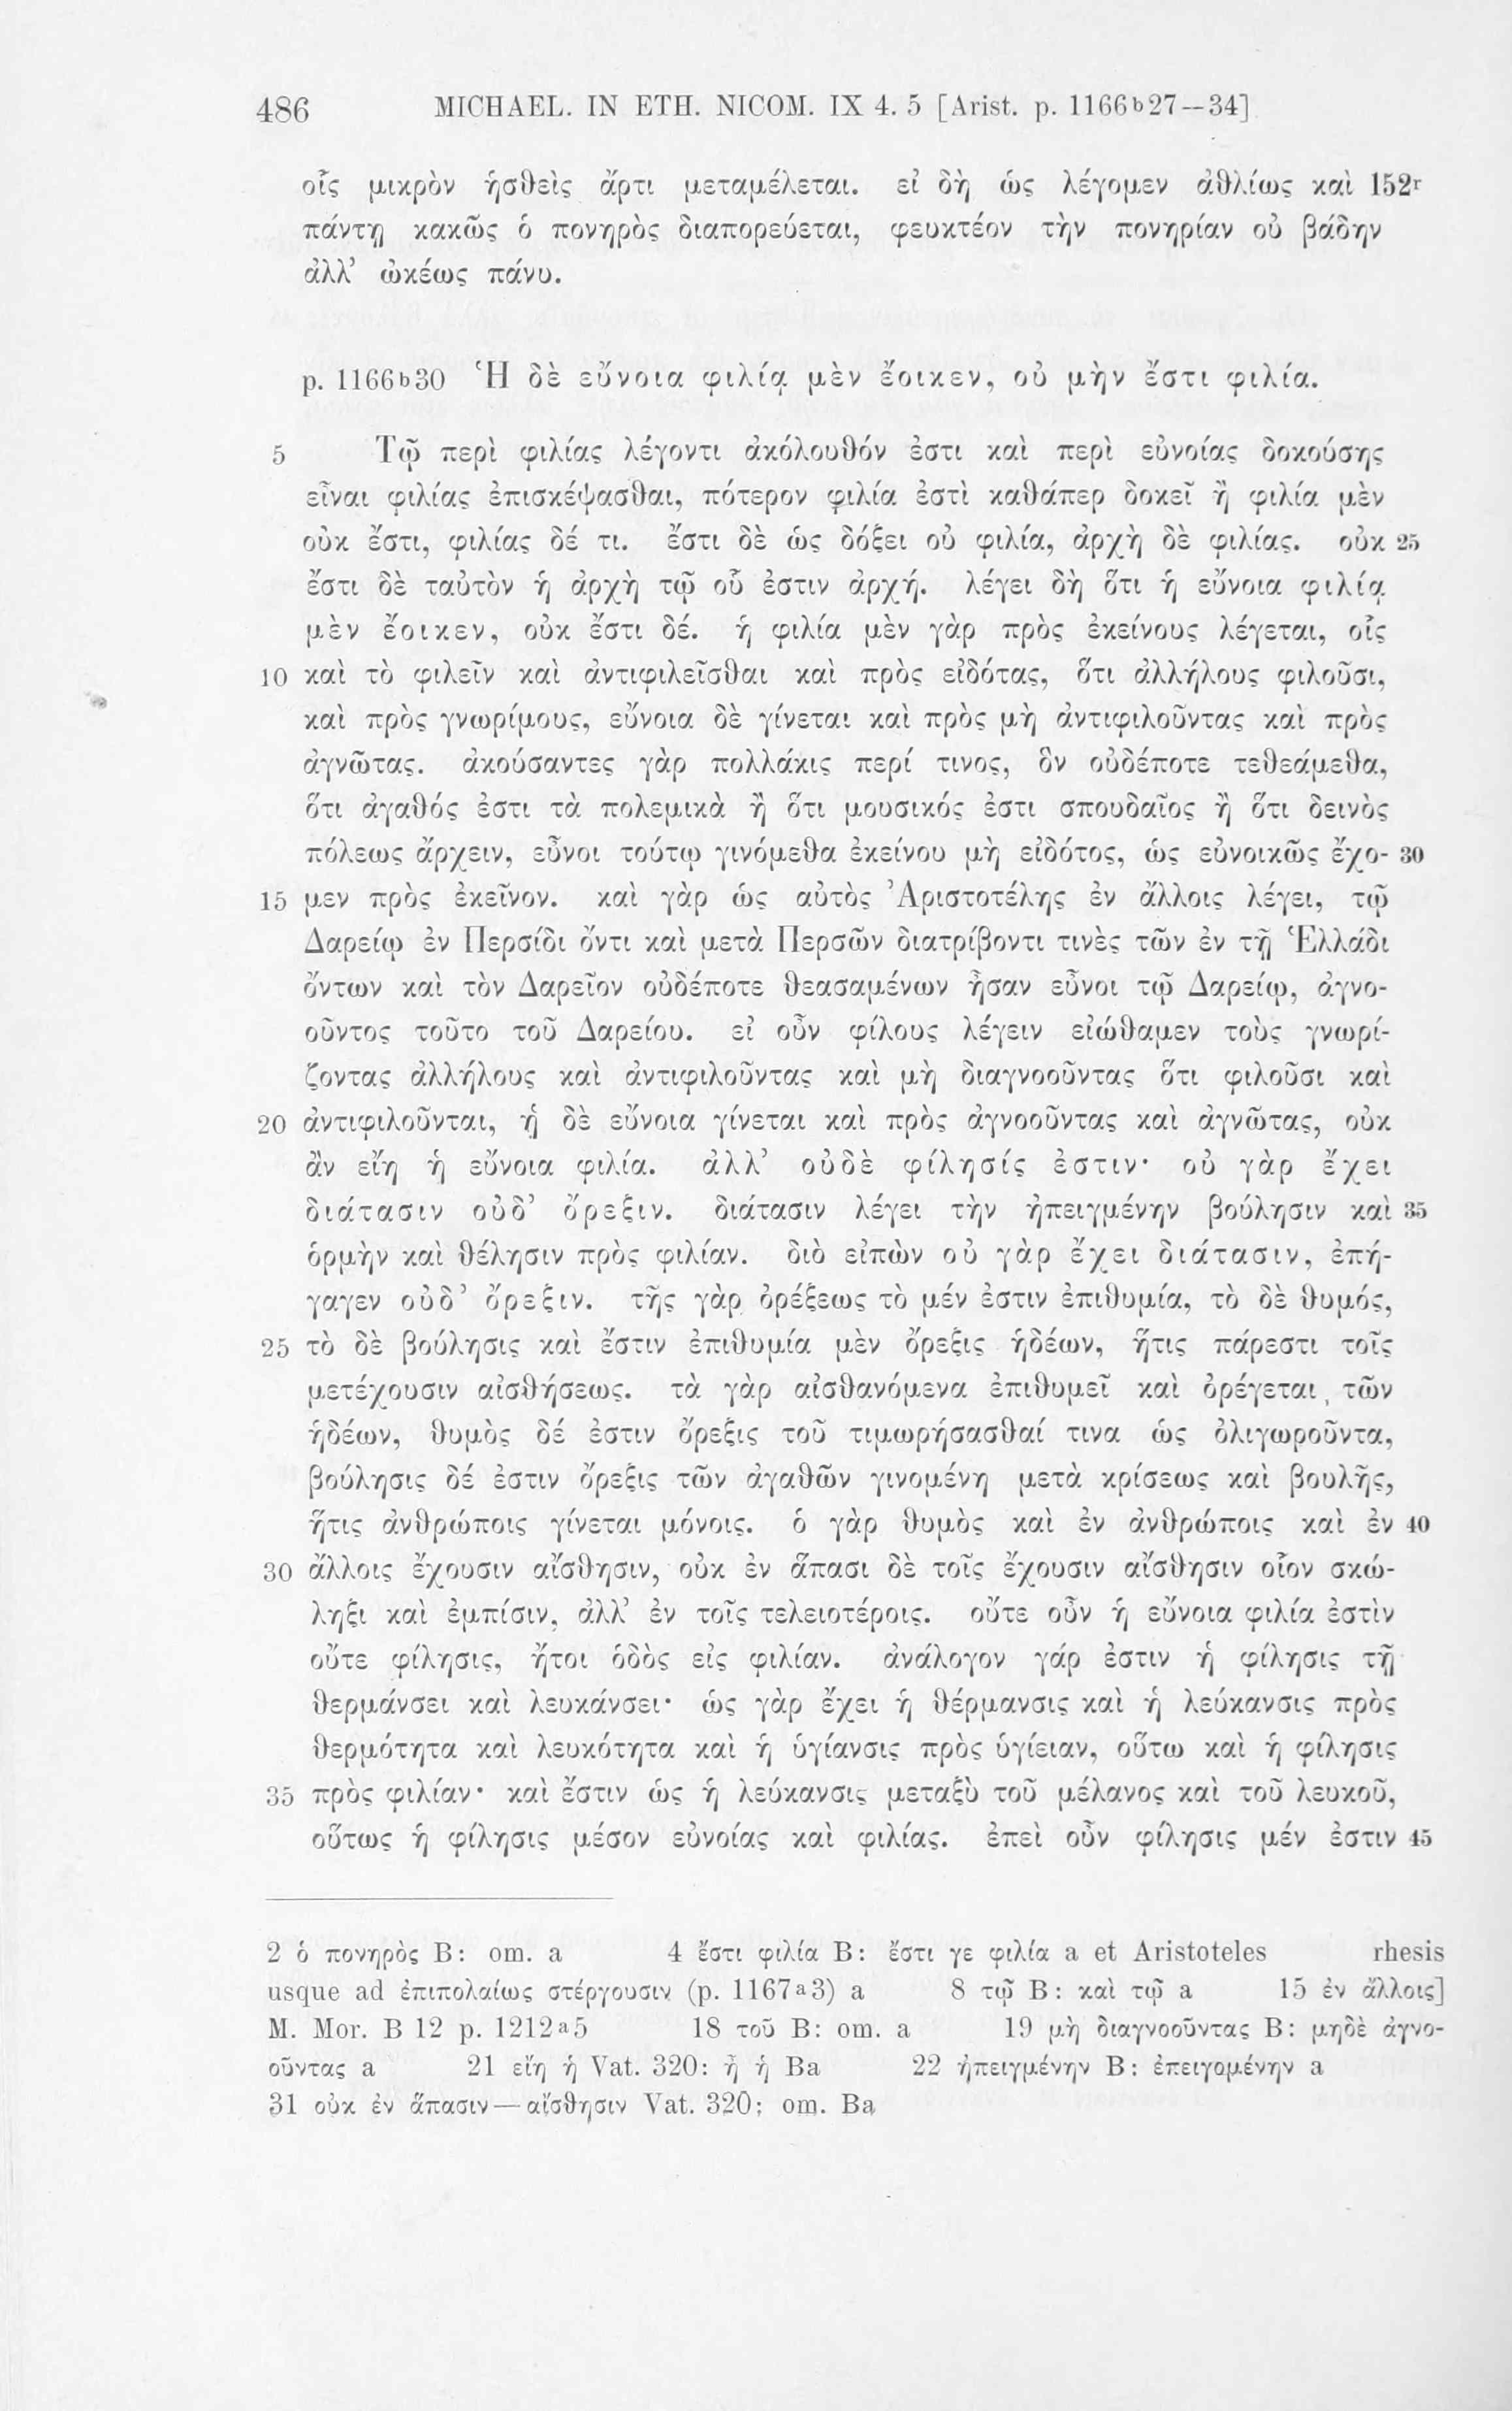 486 MICHAEL. IN ETH. NICOM. IX 4. 5 [Arist. p. 1166b27—34]
οἷς μικρὸν ἡσθεὶς ἄρτι μεταμέλεται. εἰ δὴ ὡς λέγομεν ἀθλίως καὶ 152r
πάντῃ κακῶς ὁ πονηρὸς διαπορεύεται, φευκτέον τὴν πονηρίαν οὐ βάδην
ἀλλ’ ὠκέως πάνυ.
p. 1166b30 Ἡ δὲ εὔνοια φιλίᾳ μὲν ἔοικεν, οὐ μὴν ἔστι φιλία.
5 Τῷ περὶ φιλίας λέγοντι ἀκόλουθόν ἐστι καὶ περὶ εὐνοίας δοκούσης
εἶναι φιλίας ἐπισκέψασθαι, πότερον φιλία ἐστὶ καθάπερ δοκεῖ ἢ φιλία μὲν
οὐκ ἔστι, φιλίας δέ τι. ἔστι δὲ ὡς δόξει οὐ φιλία, ἀρχὴ δὲ φιλίας. οὐκ 25
ἔστι δὲ ταὐτὸν ἡ ἀρχὴ τῷ οὗ ἐστιν ἀρχή. λέγει δὴ ὅτι ἡ εὔνοια φιλίᾳ
μὲν ἔοικεν, οὐκ ἔστι δέ. ἡ φιλία μὲν γὰρ πρὸς ἐκείνους λέγεται, οἷς
10 καὶ τὸ φιλεῖν καὶ ἀντιφιλεῖσθαι καὶ πρὸς εἰδότας, ὅτι ἀλλήλους φιλοῦσι,
καὶ πρὸς γνωρίμους, εὔνοια δὲ γίνεται καὶ πρὸς μὴ ἀντιφιλοῦντας καὶ πρὸς
ἀγνῶτας. ἀκούσαντες γὰρ πολλάκις περί τινος, ὃν οὐδέποτε τεθεάμεθα,
ὅτι ἀγαθός ἐστι τὰ πολεμικὰ ἢ ὅτι μουσικός ἐστι σπουδαῖος ἢ ὅτι δεινὸς
πόλεως ἄρχειν, εὖνοι τούτῳ γινόμεθα ἐκείνου μὴ εἰδότος, ὡς εὐνοικῶς ἔχο- 30
15 μεν πρὸς ἐκεῖνον. καὶ γὰρ ὡς αὐτὸς Ἀριστοτέλης ἐν ἄλλοις λέγει, τῷ
Δαρείῳ ἐν Περσίδι ὄντι καὶ μετὰ Περσῶν διατρίβοντι τινὲς τῶν ἐν τῇ Ἑλλάδι
ὄντων καὶ τὸν Δαρεῖον οὐδέποτε θεασαμένων ἦσαν εὖνοι τῷ Δαρείῳ, ἀγνο-
οῦντος τοῦτο τοῦ Δαρείου. εἰ οὖν φίλους λέγειν εἰώθαμεν τοὺς γνωρί-
ζοντας ἀλλήλους καὶ ἀντιφιλοῦντας καὶ μὴ διαγνοοῦντας ὅτι φιλοῦσι καὶ
20 ἀντιφιλοῦνται, ἡ δὲ εὔνοια γίνεται καὶ πρὸς ἀγνοοῦντας καὶ ἀγνῶτας, οὐκ
ἂν εἴη ἡ εὔνοια φιλία. ἀλλ’ οὐδὲ φίλησίς ἐστιν· οὐ γὰρ ἔχει
διάτασιν οὐδ’ ὄρεξιν. διάτασιν λέγει τὴν ἠπειγμένην βούλησιν καὶ 35
ὁρμὴν καὶ θέλησιν πρὸς φιλίαν. διὸ εἰπὼν οὐ γὰρ ἔχει διάτασιν, ἐπή-
γαγεν οὐδ’ ὄρεξιν. τῆς γὰρ ὀρέξεως τὸ μέν ἐστιν ἐπιθυμία, τὸ δὲ θυμός,
25 τὸ δὲ βούλησις καὶ ἔστιν ἐπιθυμία μὲν ὄρεξις ἡδέων, ἥτις πάρεστι τοῖς
μετέχουσιν αἰσθήσεως. τὰ γὰρ αἰσθανόμενα ἐπιθυμεῖ καὶ ὀρέγεται τῶν
ἡδέων, θυμὸς δέ ἐστιν ὄρεξις τοῦ τιμωρήσασθαί τινα ὡς ὀλιγωροῦντα,
βούλησις δέ ἐστιν ὄρεξις τῶν ἀγαθῶν γινομένη μετὰ κρίσεως καὶ βουλῆς,
ἥτις ἀνθρώποις γίνεται μόνοις. ὁ γὰρ θυμὸς καὶ ἐν ἀνθρώποις καὶ ἐν 40
30 ἄλλοις ἔχουσιν αἴσθησιν, οὐκ ἐν ἅπασι δὲ τοῖς ἔχουσιν αἴσθησιν οἷον σκώ-
ληξι καὶ ἐμπίσιν, ἀλλ’ ἐν τοῖς τελειοτέροις. οὔτε οὖν ἡ εὔνοια φιλία ἐστὶν
οὔτε φίλησις, ἤτοι ὁδὸς εἰς φιλίαν. ἀνάλογον γάρ ἐστιν ἡ φίλησις τῇ
θερμάνσει καὶ λευκάνσει· ὡς γὰρ ἔχει ἡ θέρμανσις καὶ ἡ λεύκανσις πρὸς
θερμότητα καὶ λευκότητα καὶ ἡ ὑγίανσις πρὸς ὑγίειαν, οὕτω καὶ ἡ φίλησις
35 πρὸς φιλίαν· καὶ ἔστιν ὡς ἡ λεύκανσις μεταξὺ τοῦ μέλανος καὶ τοῦ λευκοῦ,
οὕτως ἡ φίλησις μέσον εὐνοίας καὶ φιλίας. ἐπεὶ οὖν φίλησις μέν ἐστιν 45
2 ὁ πονηρὸς B: om. a 4 ἔστι φιλία B: ἔστι γε φιλία a et Aristoteles rhesis
usque ad ἐπιπολαίως στέργουσιν (p. 1167a3) a 8 τῷ B: καὶ τῷ a 15 ἐν ἄλλοις]
M. Mor. B 12 p. 1212a5 18 τοῦ B: om. a 19 μὴ διαγνοοῦντας B: μηδὲ ἀγνο-
οῦντας a 21 εἴη ἡ Vat. 320: ἦ ἡ Ba 22 ἠπειγμένην B: ἐπειγομένην a
31 οὐκ ἐν ἅπασιν—αἴσθησιν Vat. 320: om. Ba